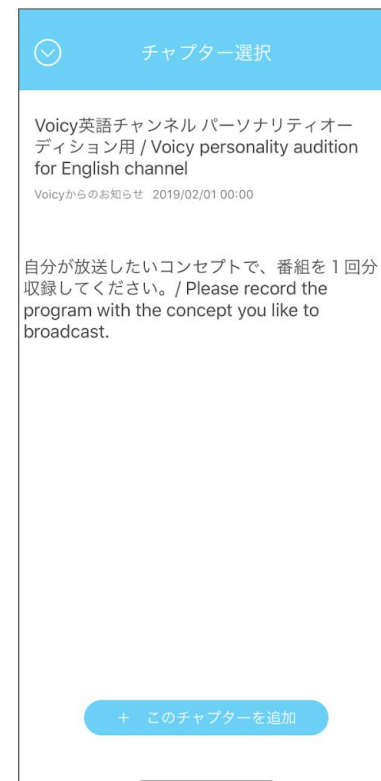 チャプター選択
Voicy英語チャンネル パーソナリティオー
ディション用 / Voicy personality audition
for English channel
Voicyからのお知らせ 2019/02/01 00:00
自分が放送したいコンセプトで、番組を１回分
収録してください。/ Please record the
program with the concept you like to
broadcast.
+ このチャプターを追加